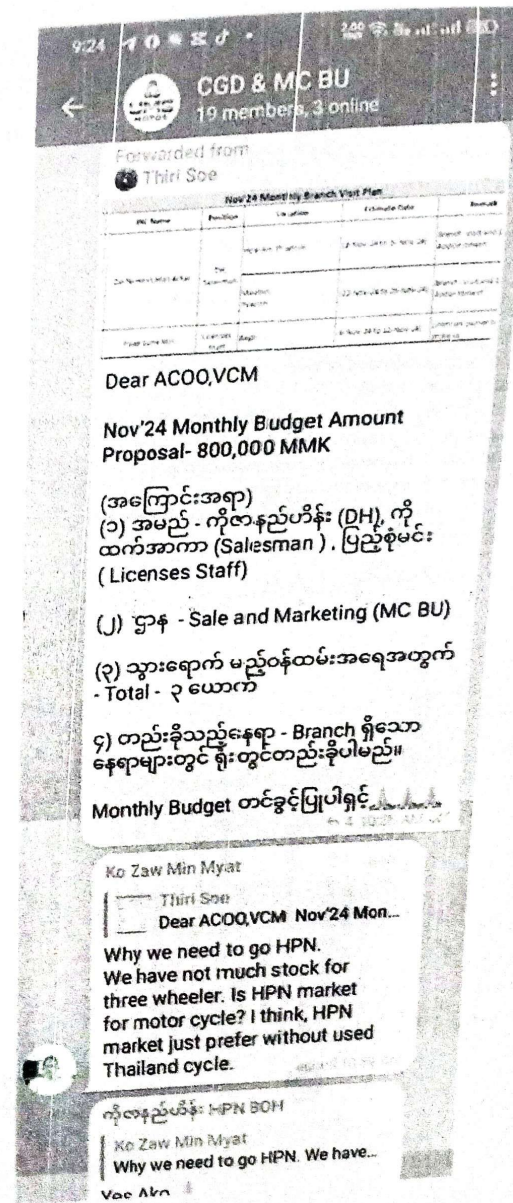 9:24
CGD & MC BU
19 members, 3 online
Forwarded from
Thiri Soe
Nov'24 Monthly Branch Visit Plan
Position
Estimate Date
Remark
Dear ACOO,VCM
Nov'24 Monthly Budget Amount
Proposal- 800,000 MMK
(အကြောင်းအရာ)
(၁) အမည် - ကိုဇာနည်ဟိန်း (DH), ကို
ထက်အာကာ (Salesman ) , ပြည့်စုံမင်း
( Licenses Staff)
(၂) ဌာန - Sale and Marketing (MC BU)
(၃) သွားရောက် မည့်ဝန်ထမ်းအရေအတွက်
- Total - ၃ ယောက်
၄) တည်းခိုသည့်နေရာ - Branch ရှိသော
နေရာများတွင် ရုံးတွင်တည်းခိုပါမည်။
Monthly Budget တင်ခွင့်ပြုပါရှင့်
Ko Zaw Min Myat
Thiri Soe
Dear ACOO,VCM Nov'24 Mon...
Why we need to go HPN.
We have not much stock for
three wheeler. Is HPN market
for motor cycle? I think, HPN
market just prefer without used
Thailand cycle.
ကိုဇာနည်ဟိန်း HPN BOH
Ko Zaw Min Myat
Why we need to go HPN. We have...
Yes Ako